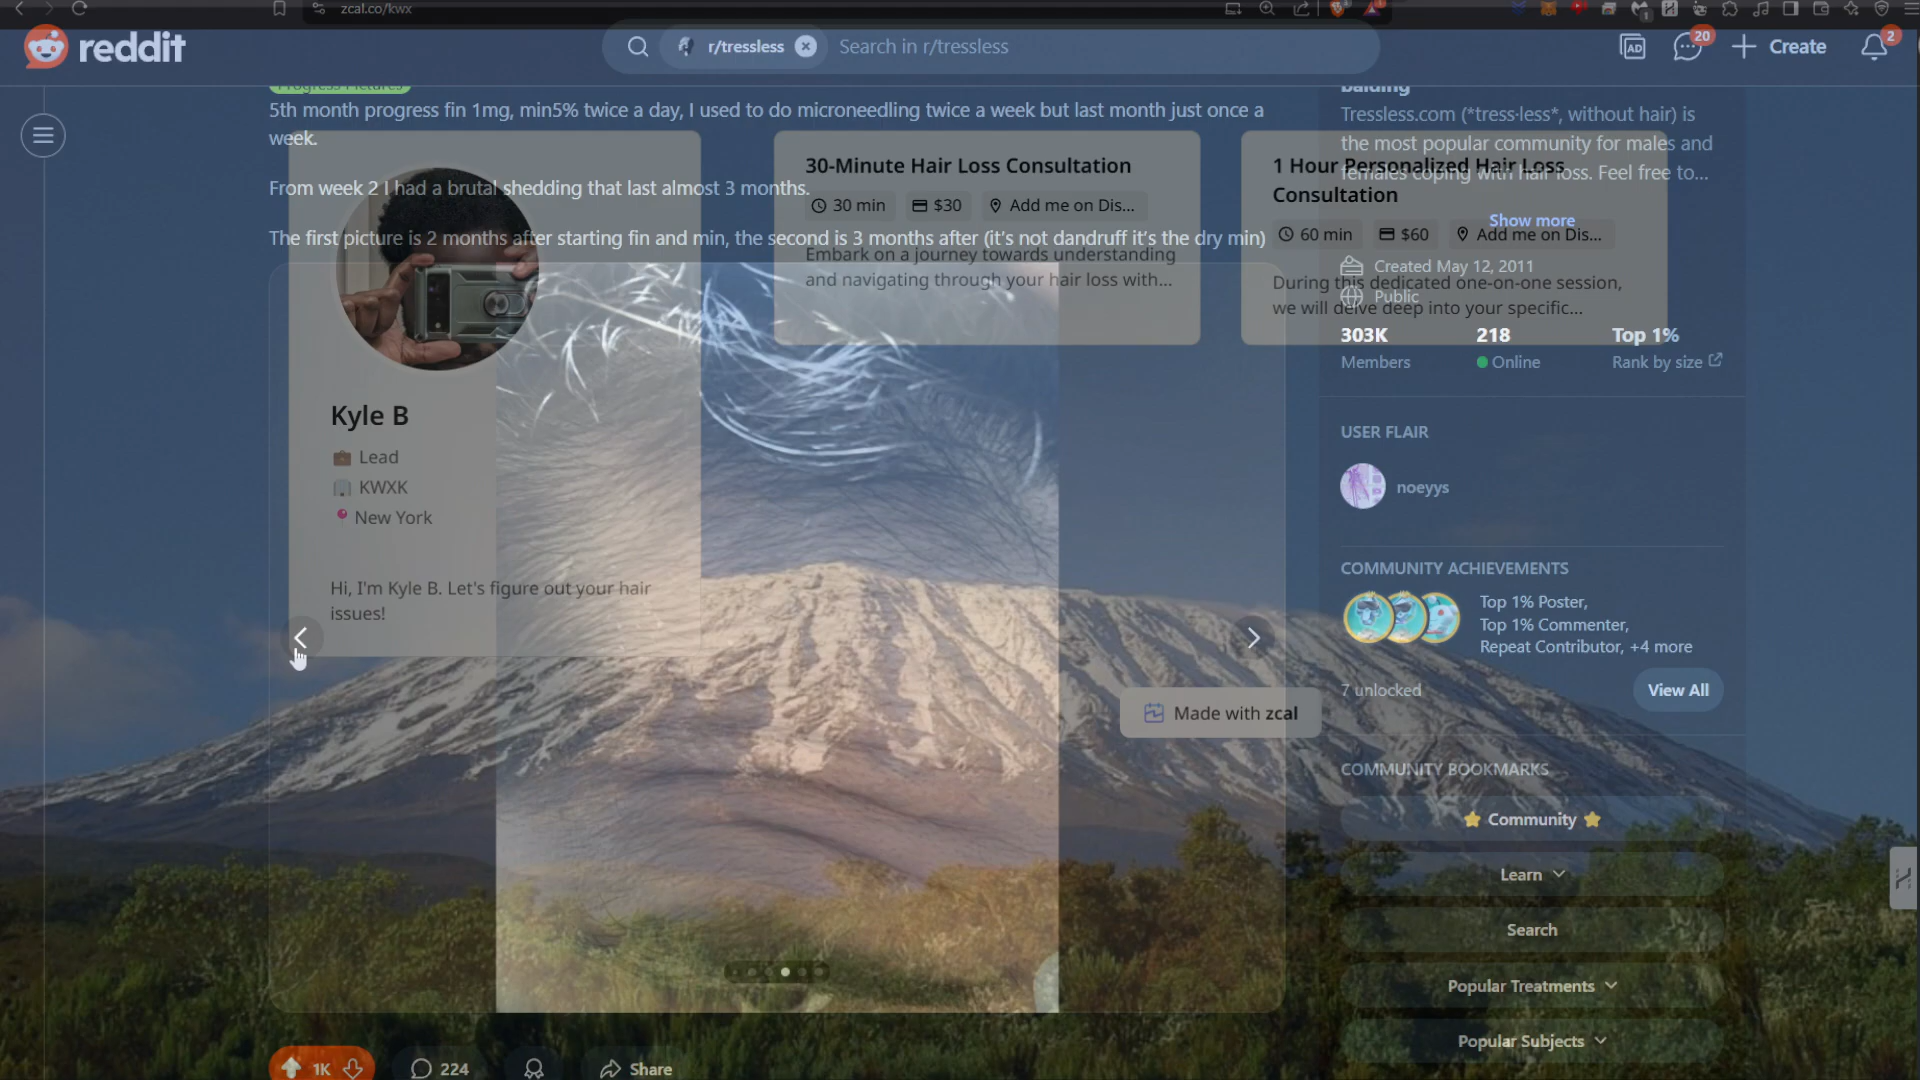 zcal.co/kwx
reddit
r/tressless
Search in r/tressless
20
Create
2
Progress Pictures
5th month progress fin 1mg, min5% twice a day, I used to do microneedling twice a week but last month just once a
week.
From week 2 I had a brutal shedding that last almost 3 months.
The first picture is 2 months after starting fin and min, the second is 3 months after (it's not dandruff it's the dry min)
Kyle B
Lead
KWXK
New York
Hi, I'm Kyle B. Let's figure out your hair
issues!
30-Minute Hair Loss Consultation
30 min
$30
Add me on Dis...
Embark on a journey towards understanding
and navigating through your hair loss with...
1 Hour Personalized Hair Loss
Consultation
60 min
$60
Add me on Dis...
During this dedicated one-on-one session,
we will delve deep into your specific...
Made with zcal
balding
Tressless.com (*tress·less*, without hair) is
the most popular community for males and
females coping with hair loss. Feel free to...
Show more
Created May 12, 2011
Public
303K
218
Top 1%
Members
Online
Rank by size
USER FLAIR
noeyys
COMMUNITY ACHIEVEMENTS
Top 1% Poster,
Top 1% Commenter,
Repeat Contributor, +4 more
7 unlocked
View All
COMMUNITY BOOKMARKS
Community
Learn
Search
Popular Treatments
Popular Subjects
1K
224
Share